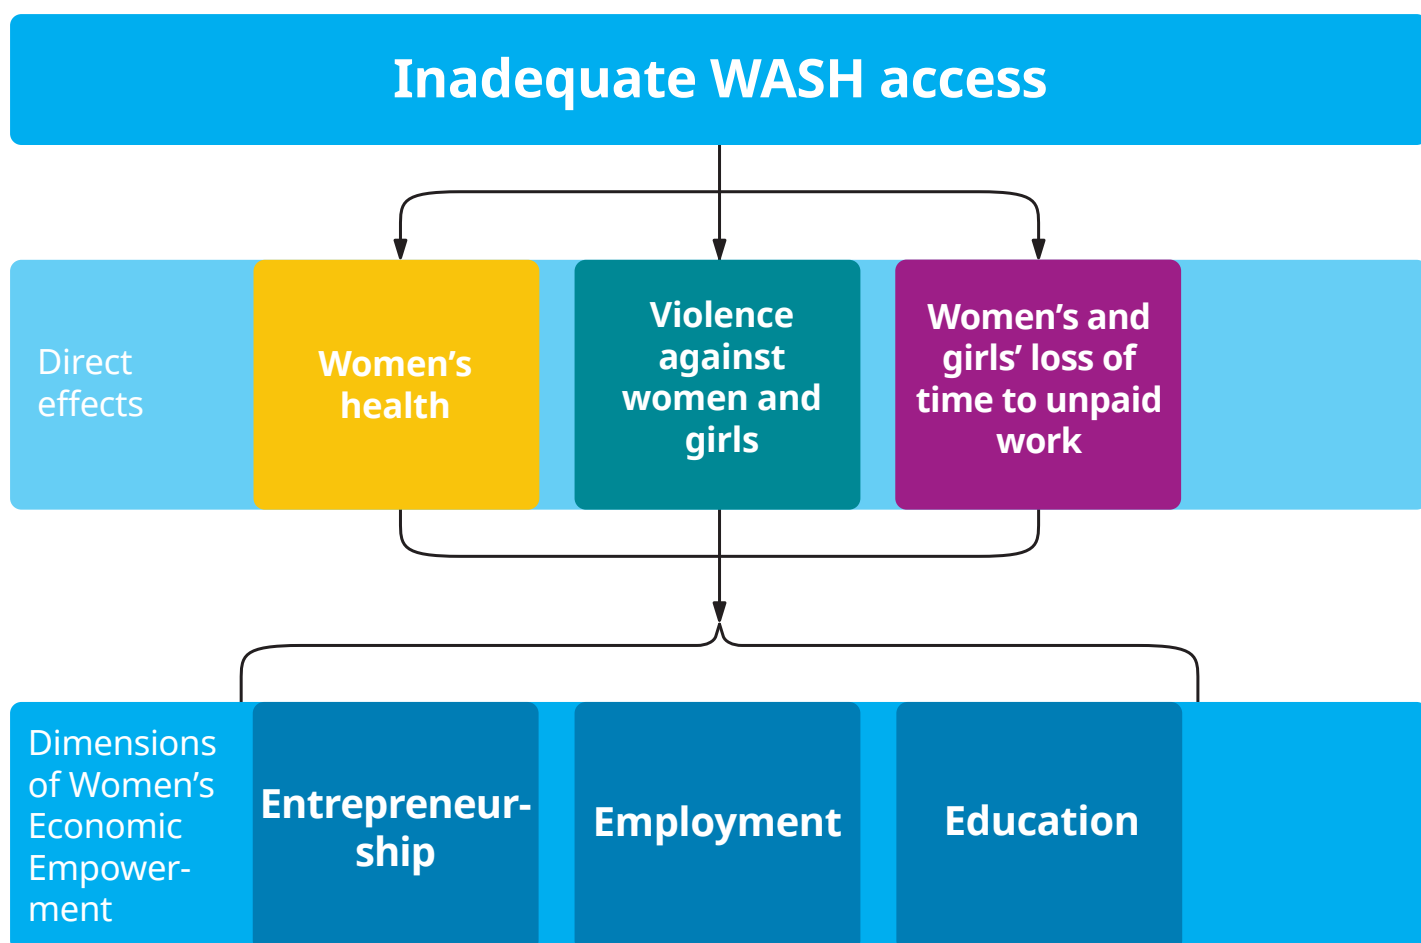 Inadequate WASH access
Direct
effects
Women’s
health
Violence
against
women and
girls
Women’s and
girls’ loss of
time to unpaid
work
Dimensions
of Women’s
Economic
Empower-
ment
Entrepreneur-
ship
Employment
Education